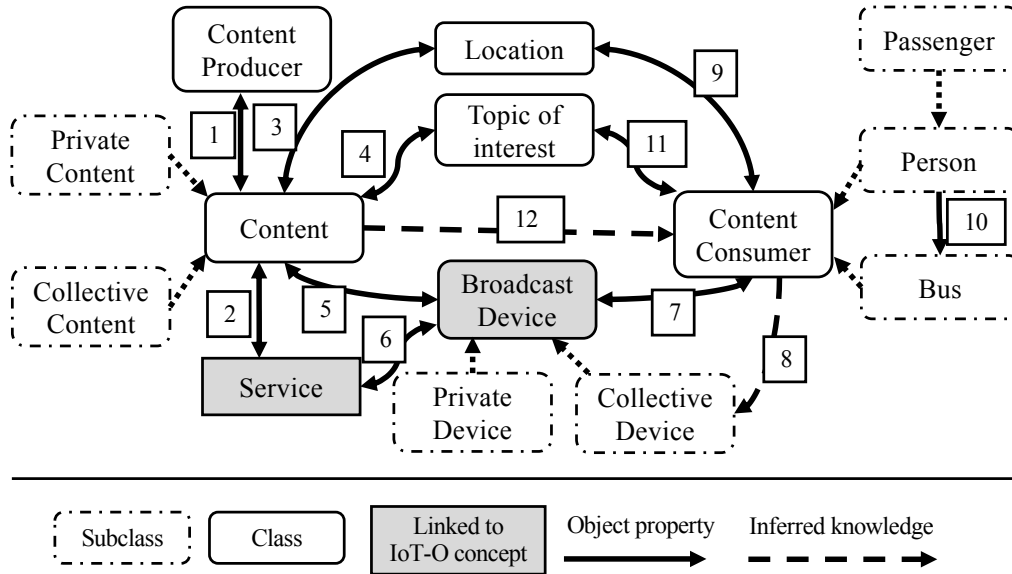 Content
Producer
Location
Passenger
9
1
3
Topic of
interest
Private
Content
4
11
Person
Content
12
Content
Consumer
10
Collective
Content
2
5
Broadcast
Device
7
Bus
6
8
Service
Private
Device
Collective
Device
Subclass
Class
Linked to
IoT-O concept
Object property
Inferred knowledge